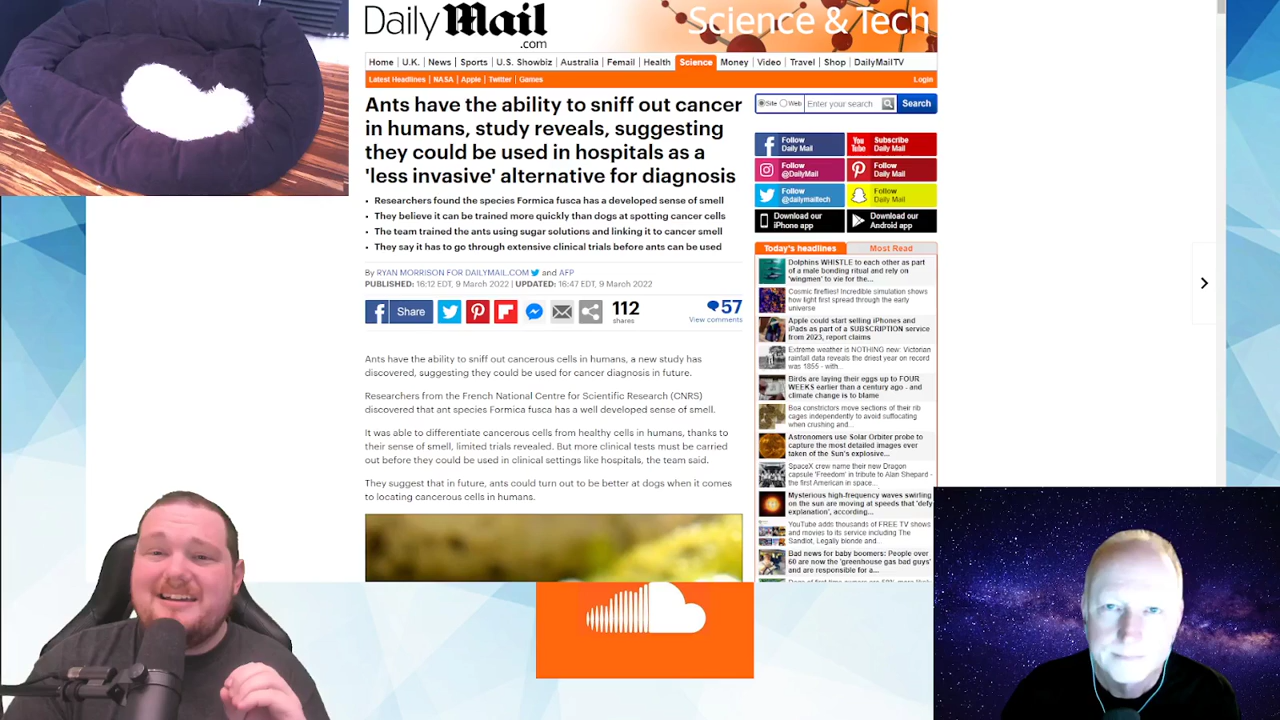 Daily Mail
.com
Science & Tech
Home U.K. News Sports U.S. Showbiz Australia Femail Health Science Money Video Travel Shop DailyMailTV
Latest Headlines NASA Apple Twitter Games
Login
Ants have the ability to sniff out cancer
in humans, study reveals, suggesting
they could be used in hospitals as a
'less invasive' alternative for diagnosis
• Researchers found the species Formica fusca has a developed sense of smell
• They believe it can be trained more quickly than dogs at spotting cancer cells
• The team trained the ants using sugar solutions and linking it to cancer smell
• They say it has to go through extensive clinical trials before ants can be used
By RYAN MORRISON FOR DAILYMAIL.COM and AFP
PUBLISHED: 16:12 EDT, 9 March 2022 | UPDATED: 16:47 EDT, 9 March 2022
Share
112
shares
57
View comments
Ants have the ability to sniff out cancerous cells in humans, a new study has
discovered, suggesting they could be used for cancer diagnosis in future.
Researchers from the French National Centre for Scientific Research (CNRS)
discovered that ant species Formica fusca has a well developed sense of smell.
It was able to differentiate cancerous cells from healthy cells in humans, thanks to
their sense of smell, limited trials revealed. But more clinical tests must be carried
out before they could be used in clinical settings like hospitals, the team said.
They suggest that in future, ants could turn out to be better at dogs when it comes
to locating cancerous cells in humans.
Site Web Enter your search Search
Follow
Daily Mail
You Tube
Subscribe
Daily Mail
Follow
@DailyMail
Follow
Daily Mail
Follow
@dailymailtech
Follow
Daily Mail
Download our
iPhone app
Download our
Android app
Today's headlines Most Read
Dolphins WHISTLE to each other as part
of a male bonding ritual and rely on
'wingmen' to vie for the...
Cosmic fireflies! Incredible simulation shows
how light first spread through the early
universe
Apple could start selling iPhones and
iPads as part of a SUBSCRIPTION service
from 2023, report claims
Extreme weather is NOTHING new: Victorian
rainfall data reveals the driest year on record
was 1855 - with...
Birds are laying their eggs up to FOUR
WEEKS earlier than a century ago - and
climate change is to blame
Boa constrictors move sections of their rib
cages independently to avoid suffocating
when crushing and...
Astronomers use Solar Orbiter probe to
capture the most detailed images ever
taken of the Sun's explosive...
SpaceX crew name their new Dragon
capsule 'Freedom' in tribute to Alan Shepard -
the first American in space...
Mysterious high-frequency waves swirling
on the sun are moving at speeds that 'defy
explanation', according...
YouTube adds thousands of FREE TV shows
and movies to its service including The
Sandlot, Legally blonde and...
Bad news for baby boomers: People over
60 are now the 'greenhouse gas bad guys'
and are responsible for a...